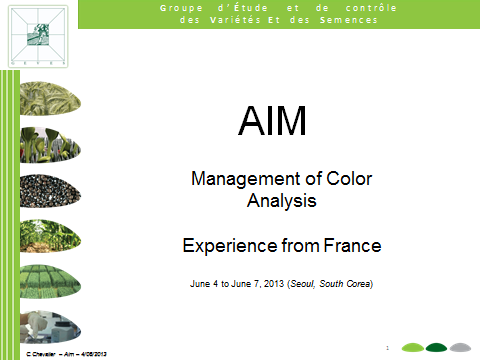 Groupe d'Étude et de contrôle
des Variétés Et des Semences
AIM
Management of Color
Analysis
Experience from France
June 4 to June 7, 2013 (Seoul, South Corea)
C.Chevalier – Aim – 4/06/2013
1